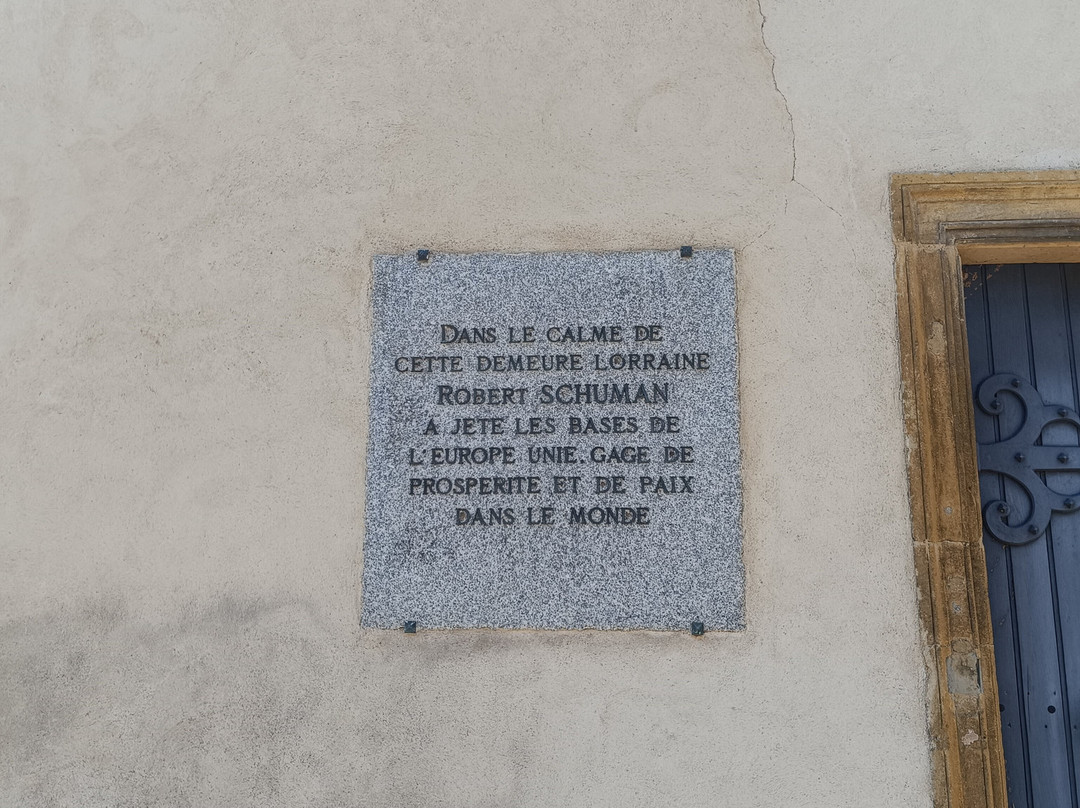 DANS LE CALME DE
CETTE DEMEURE LORRAINE
ROBERT SCHUMAN
A JETE LES BASES DE
L'EUROPE UNIE. GAGE DE
PROSPERITE ET DE PAIX
DANS LE MONDE